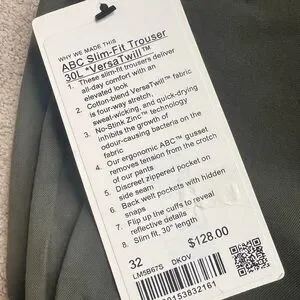 WHY WE MADE THIS
ABC Slim-Fit Trouser
30L *VersaTwill™
1. These slim-fit trousers deliver
all-day comfort with an
elevated look
2. Cotton-blend VersaTwill™ fabric
is four-way stretch,
sweat-wicking, and quick-drying
3. No-Stink Zinc™ technology
inhibits the growth of
odour-causing bacteria on the
fabric
4. Our ergonomic ABC™ gusset
removes tension from the crotch
of our pants
5. Discreet zippered pocket on
side seam
6. Back welt pockets with hidden
snaps
7. Flip up the cuffs to reveal
reflective details
8. Slim fit. 30" length
32
$128.00
LM5B67S
DKOV